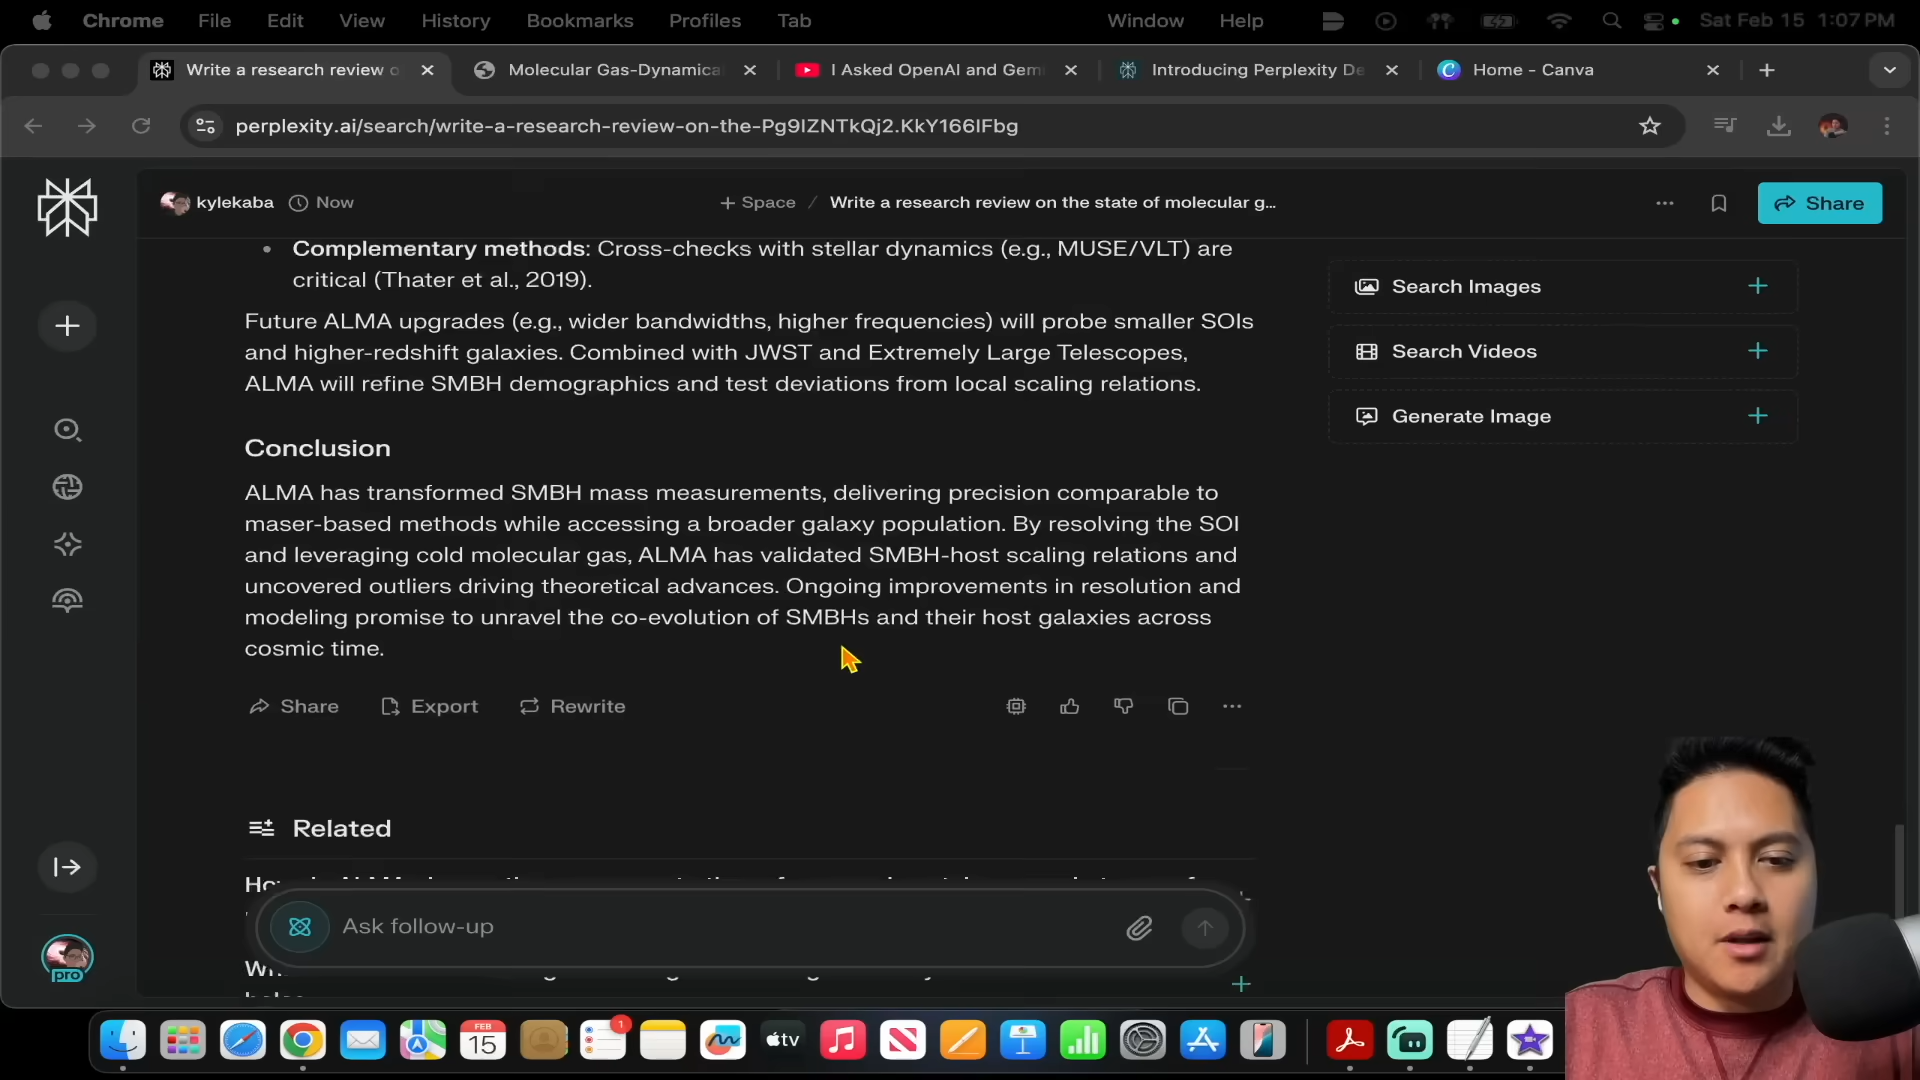 Chrome File Edit View History Bookmarks Profiles Tab Window Help Sat Feb 15 1:07 PM
Write a research review o
Molecular Gas-Dynamica
I Asked OpenAI and Gem
Introducing Perplexity De
Home - Canva
perplexity.ai/search/write-a-research-review-on-the-Pg9IZNTkQj2.KkY166IFbg
kylekaba Now
Space / Write a research review on the state of molecular g...
Share
• Complementary methods: Cross-checks with stellar dynamics (e.g., MUSE/VLT) are
critical (Thater et al., 2019).
Future ALMA upgrades (e.g., wider bandwidths, higher frequencies) will probe smaller SOIs
and higher-redshift galaxies. Combined with JWST and Extremely Large Telescopes,
ALMA will refine SMBH demographics and test deviations from local scaling relations.
Conclusion
ALMA has transformed SMBH mass measurements, delivering precision comparable to
maser-based methods while accessing a broader galaxy population. By resolving the SOI
and leveraging cold molecular gas, ALMA has validated SMBH-host scaling relations and
uncovered outliers driving theoretical advances. Ongoing improvements in resolution and
modeling promise to unravel the co-evolution of SMBHs and their host galaxies across
cosmic time.
Share Export Rewrite
Related
Ask follow-up
Search Images
Search Videos
Generate Image
pro
1
FEB
15
tv